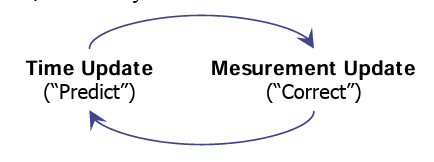 Time Update Mesurement Update
(“Predict”) (“Correct”)